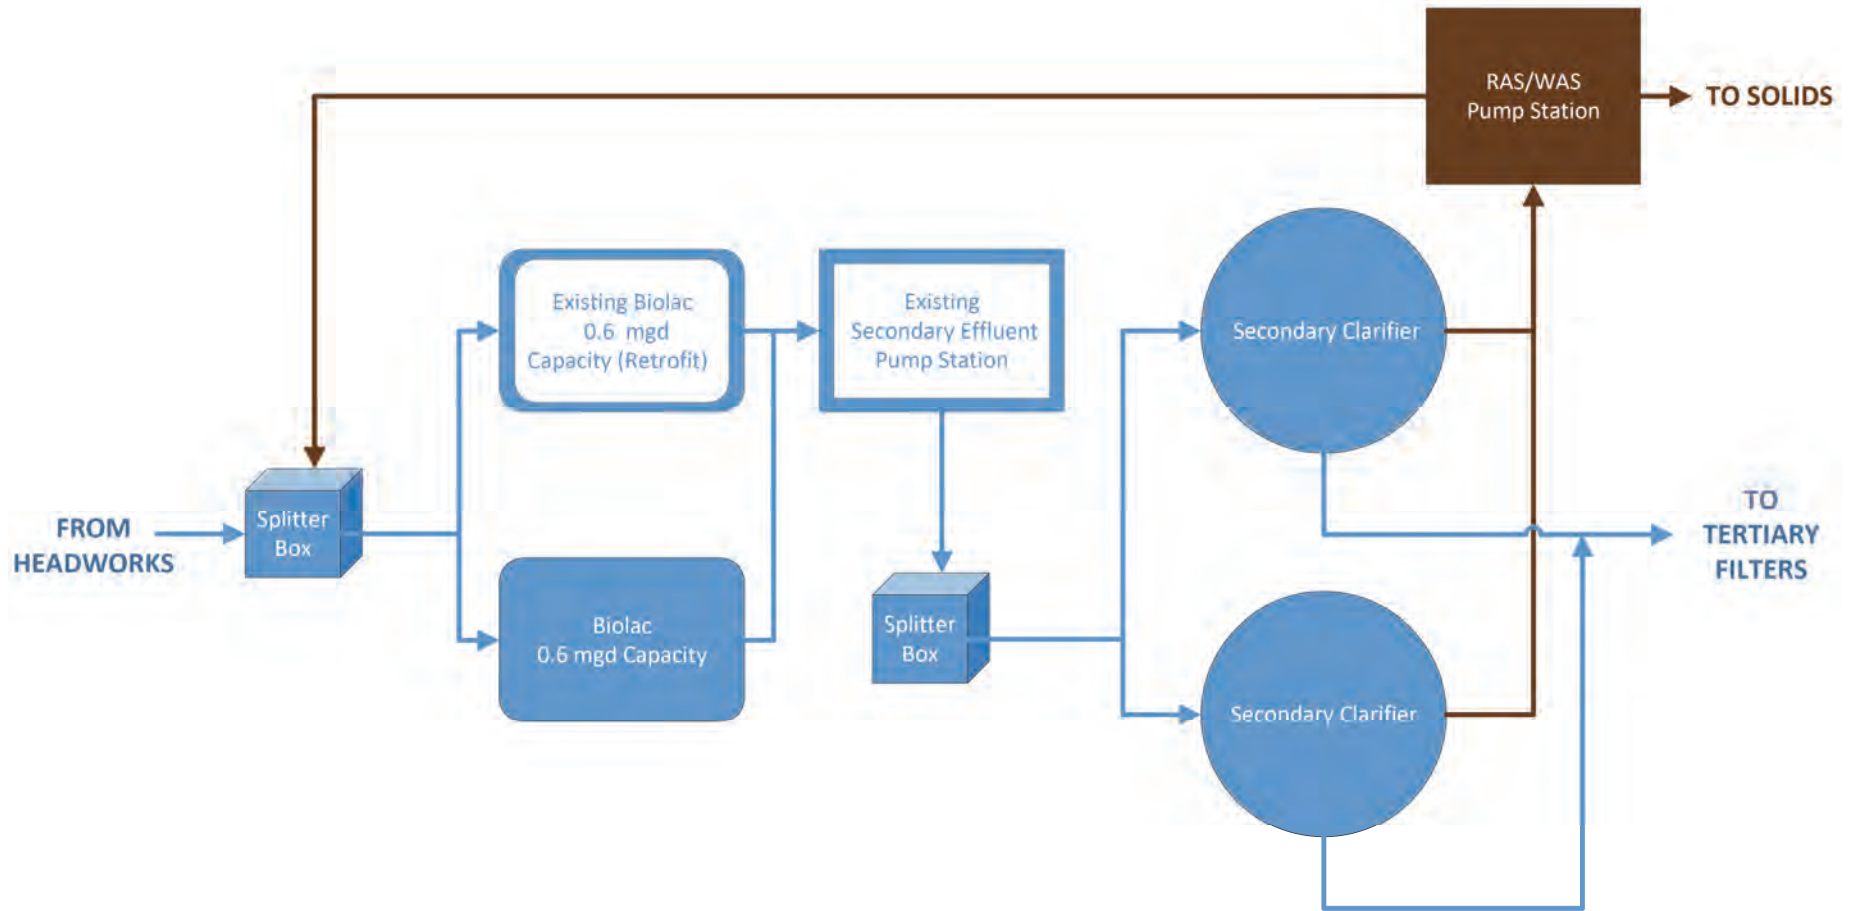 RAS/WAS
Pump Station
TO SOLIDS
Existing Biolac
0.6 mgd
Capacity (Retrofit)
Existing
Secondary Effluent
Pump Station
Secondary Clarifier
FROM
HEADWORKS
Splitter
Box
TO
TERTIARY
FILTERS
Biolac
0.6 mgd Capacity
Splitter
Box
Secondary Clarifier